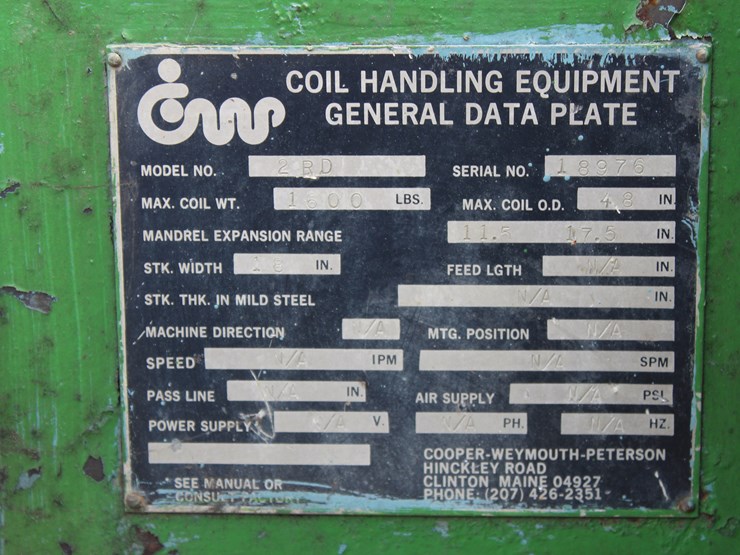 cwp
COIL HANDLING EQUIPMENT
GENERAL DATA PLATE
MODEL NO. 2RD SERIAL NO. 18976
MAX. COIL WT. LBS. MAX. COIL O.D. 48 IN.
MANDREL EXPANSION RANGE 11.5 17.5 IN.
STK. WIDTH IN. FEED LGTH N/A IN.
STK. THK. IN MILD STEEL N/A IN.
MACHINE DIRECTION N/A MTG. POSITION N/A
SPEED N/A IPM N/A SPM
PASS LINE N/A IN. AIR SUPPLY N/A PSI.
POWER SUPPLY N/A V. N/A PH. N/A HZ.
SEE MANUAL OR
CONSULT FACTORY
COOPER-WEYMOUTH-PETERSON
HINCKLEY ROAD
CLINTON MAINE 04927
PHONE: (207) 426-2351